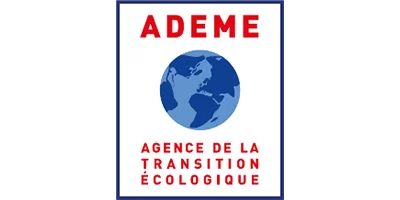 ADEME
AGENCE DE LA
TRANSITION
ÉCOLOGIQUE